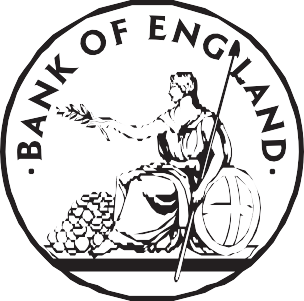 · BANK OF ENGLAND ·